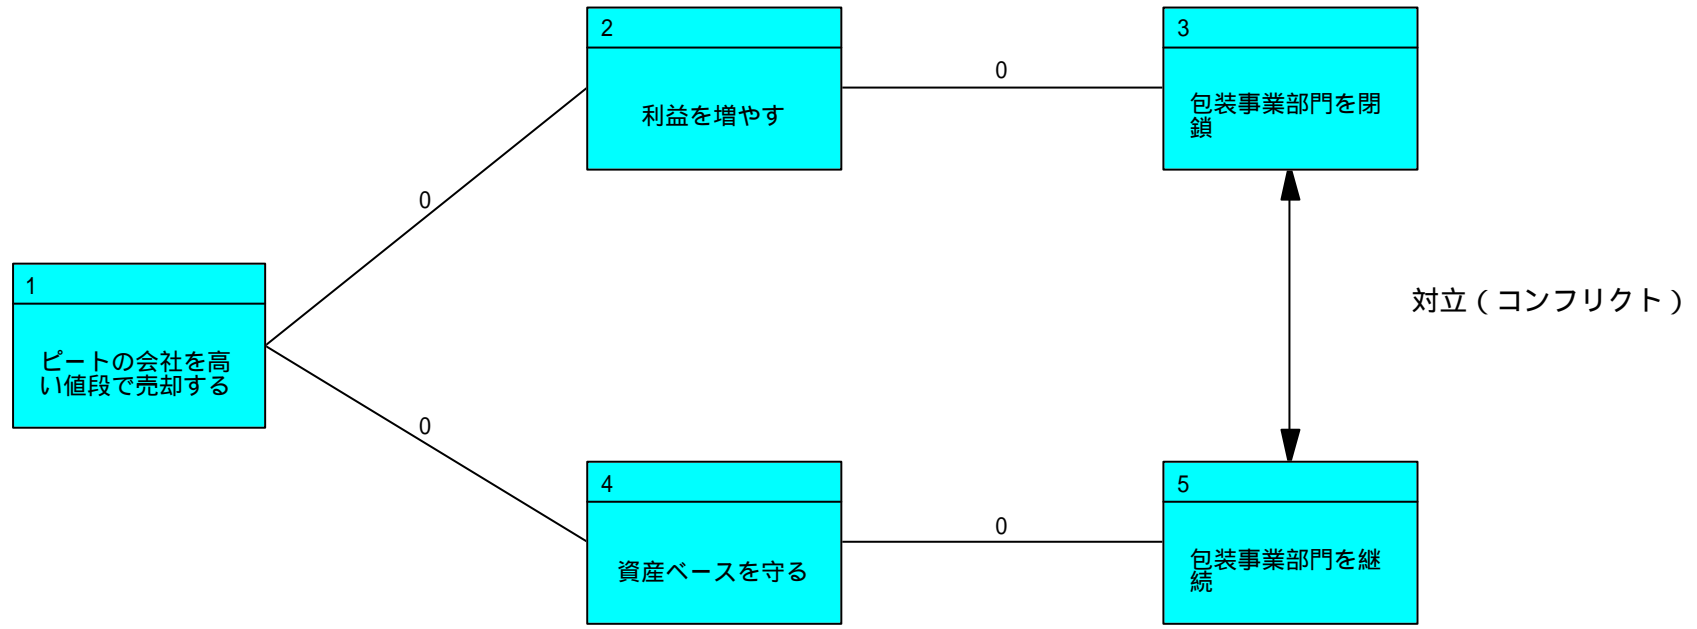 2
利益を増やす
0
3
包装事業部門を閉
鎖
0
1
ピートの会社を高
い値段で売却する
対立（コンフリクト）
0
4
資産ベースを守る
0
5
包装事業部門を継
続